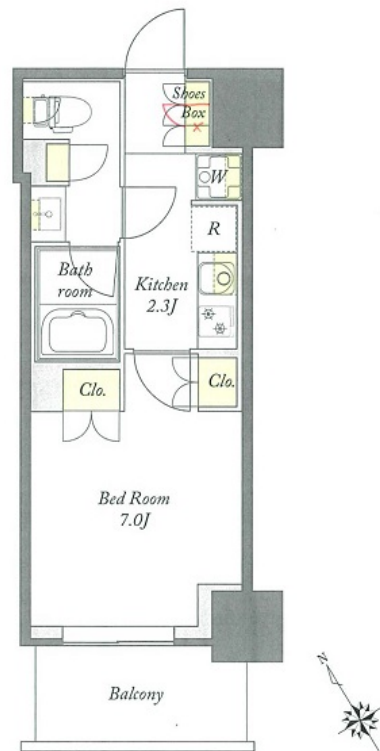 Shoes
Box
W
R
Bath
room
Kitchen
2.3J
Clo.
Clo.
Bed Room
7.0J
Balcony
N